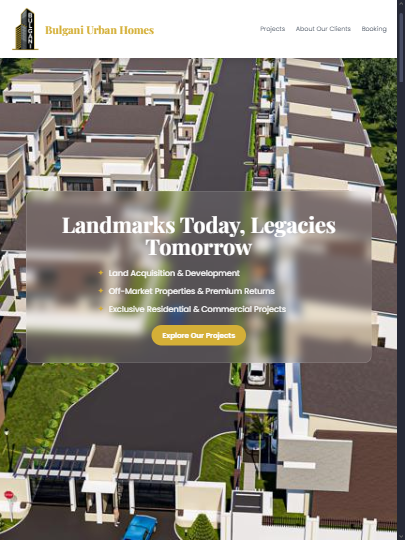 BULGANI
Bulgani Urban Homes
Projects
About Our Clients
Booking
Landmarks Today, Legacies
Tomorrow
Land Acquisition & Development
Off-Market Properties & Premium Returns
Exclusive Residential & Commercial Projects
Explore Our Projects